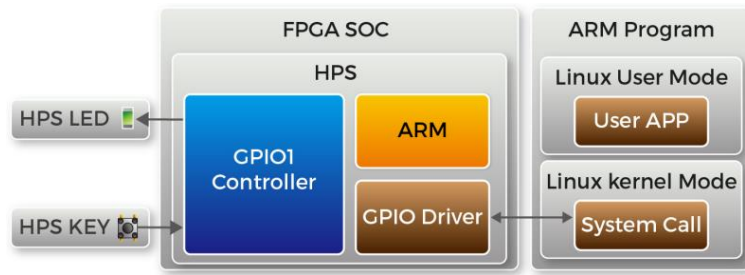 FPGA SOC
HPS
HPS LED
HPS KEY
GPIO1
Controller
ARM
GPIO Driver
ARM Program
Linux User Mode
User APP
Linux kernel Mode
System Call